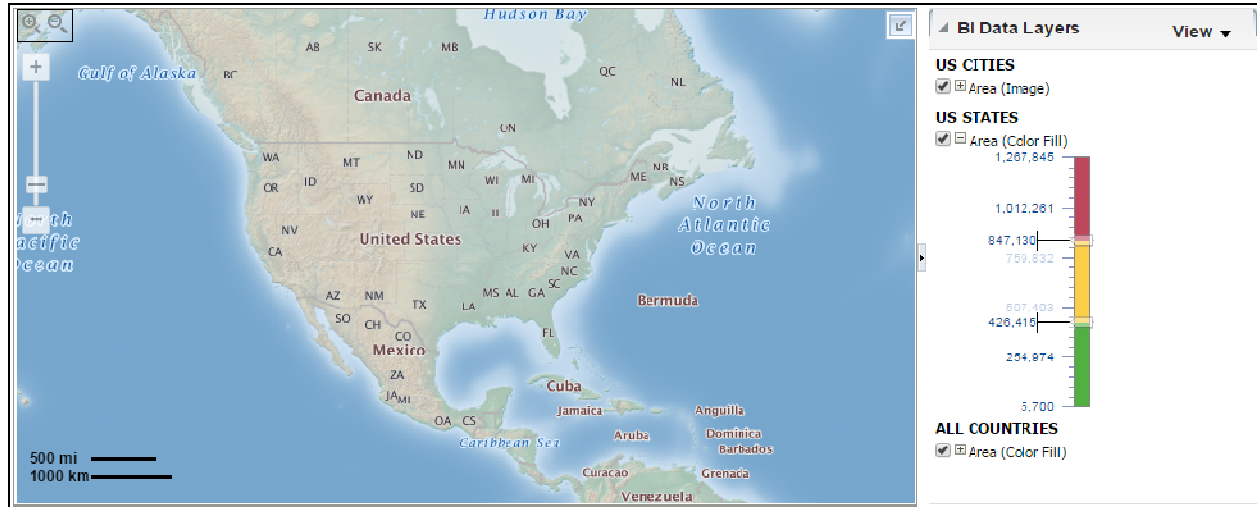 Hudson Bay
AB
SK
MB
Gulf of Alaska
BC
QC
NL
Canada
ON
WA
MT
ND
MN
NB
OR
ID
SD
WI
MI
ME
NS
WY
NE
IA
NY
North
Atlantic
Ocean
NV
OH
PA
CA
United States
KY
VA
NC
AZ
NM
TX
LA
MS
AL
GA
SC
Bermuda
SO
CH
CO
FL
Mexico
ZA
JA
MI
Cuba
OA
CS
Jamaica
Anguilla
Caribbean Sea
Aruba
Dominica
Barbados
Curacao
Grenada
Venezuela
500 mi
1000 km
BI Data Layers
View
US CITIES
Area (Image)
US STATES
Area (Color Fill)
1,267,845
1,012,261
847,130
759,832
426,415
254,974
5,700
ALL COUNTRIES
Area (Color Fill)